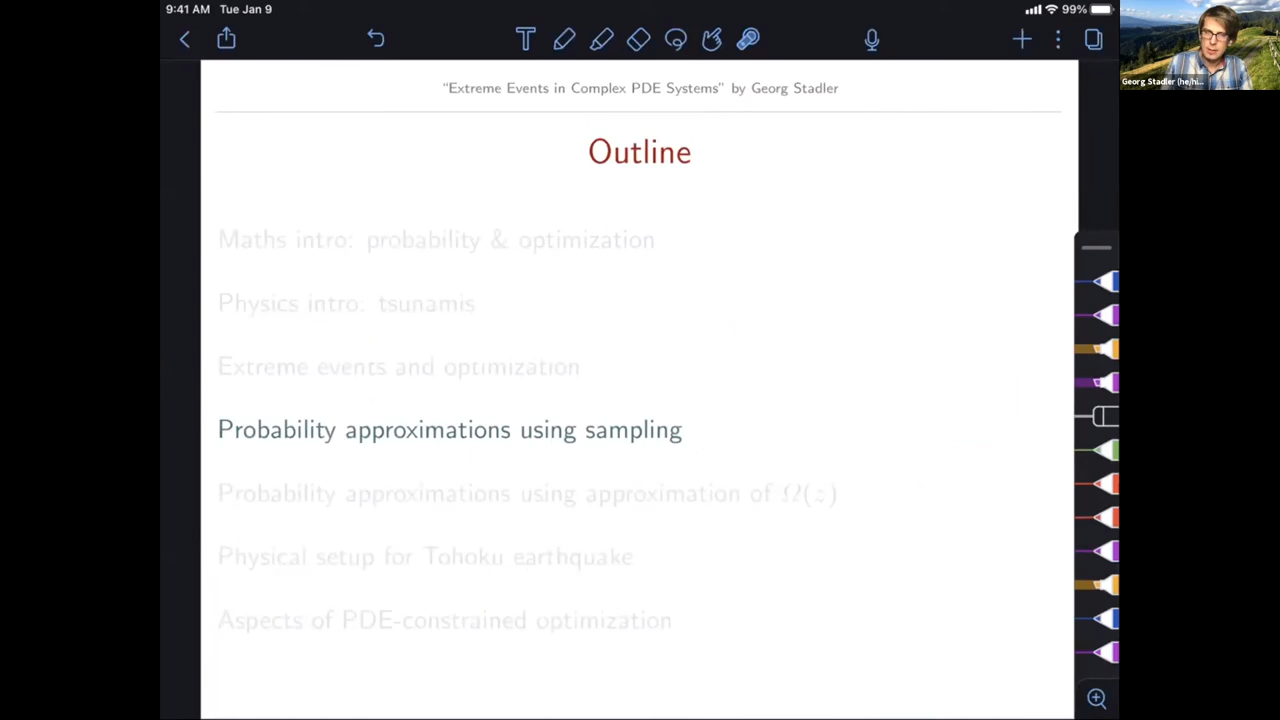 9:41 AM Tue Jan 9
99%
Georg Stadler (he/hi...
"Extreme Events in Complex PDE Systems" by Georg Stadler
Outline
Maths intro: probability & optimization
Physics intro: tsunamis
Extreme events and optimization
Probability approximations using sampling
Probability approximations using approximation of Ω(z)
Physical setup for Tohoku earthquake
Aspects of PDE-constrained optimization